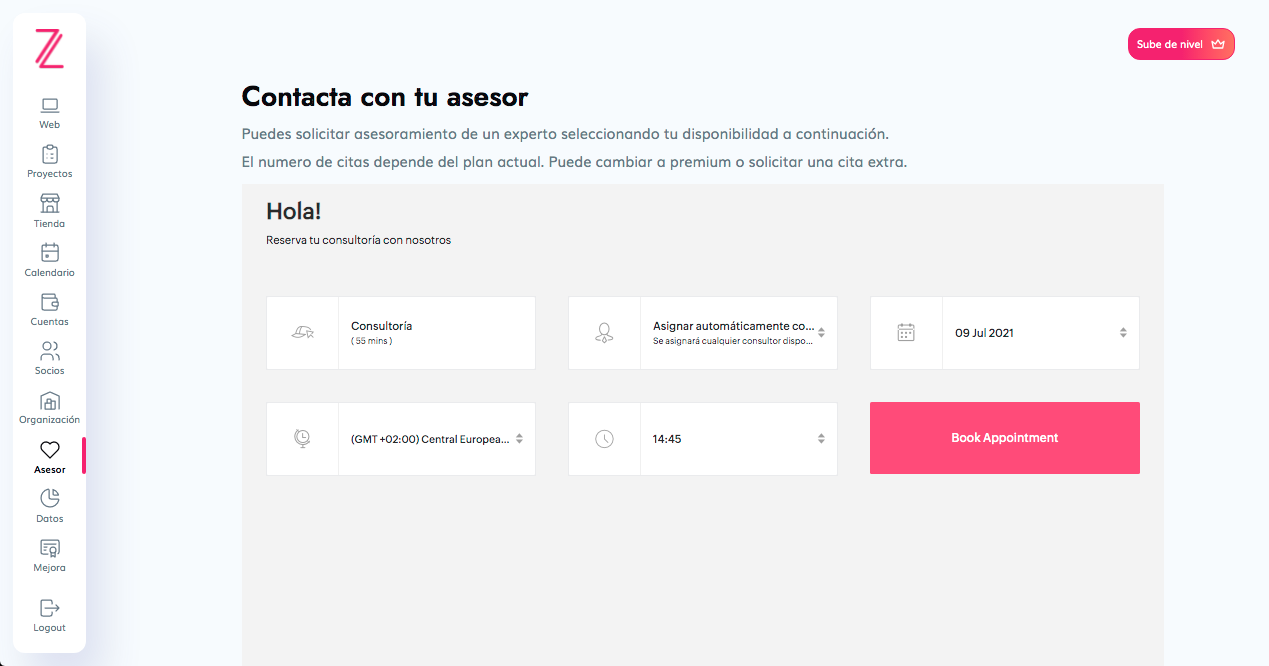 Sube de nivel
Web
Proyectos
Tienda
Calendario
Cuentas
Socios
Organización
Asesor
Datos
Mejora
Logout
Contacta con tu asesor
Puedes solicitar asesoramiento de un experto seleccionando tu disponibilidad a continuación.
El numero de citas depende del plan actual. Puede cambiar a premium o solicitar una cita extra.
Hola!
Reserva tu consultoría con nosotros
Consultoría
( 55 mins )
Asignar automáticamente co...
Se asignará cualquier consultor dispo...
09 Jul 2021
(GMT +02:00) Central Europea...
14:45
Book Appointment